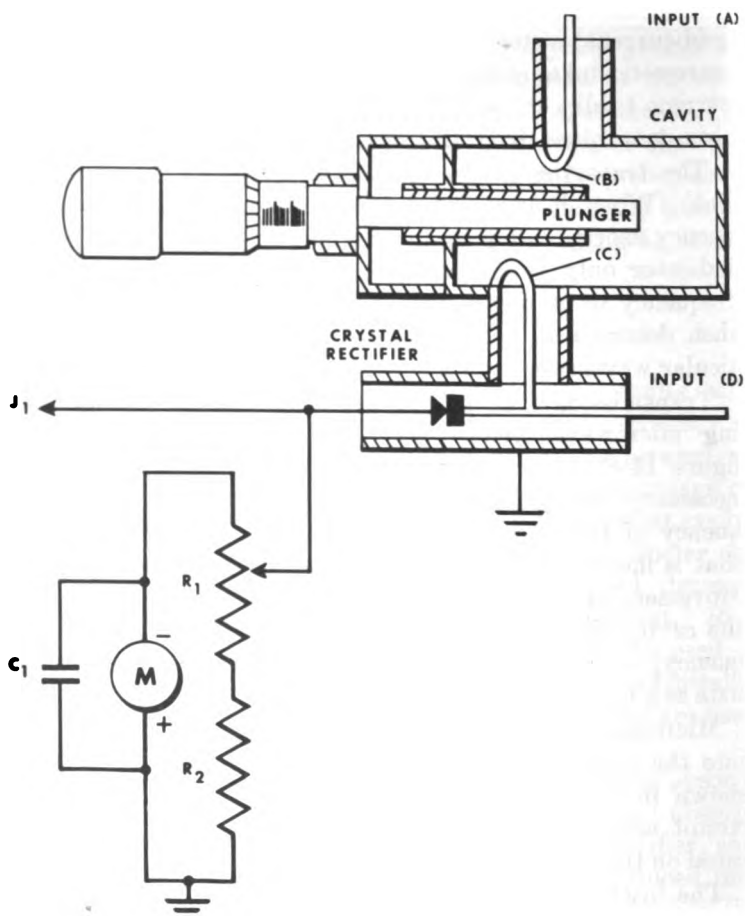 INPUT (A)
CAVITY
(B)
PLUNGER
(C)
CRYSTAL
RECTIFIER
INPUT (D)
J1
R1
C1
−
M
+
R2